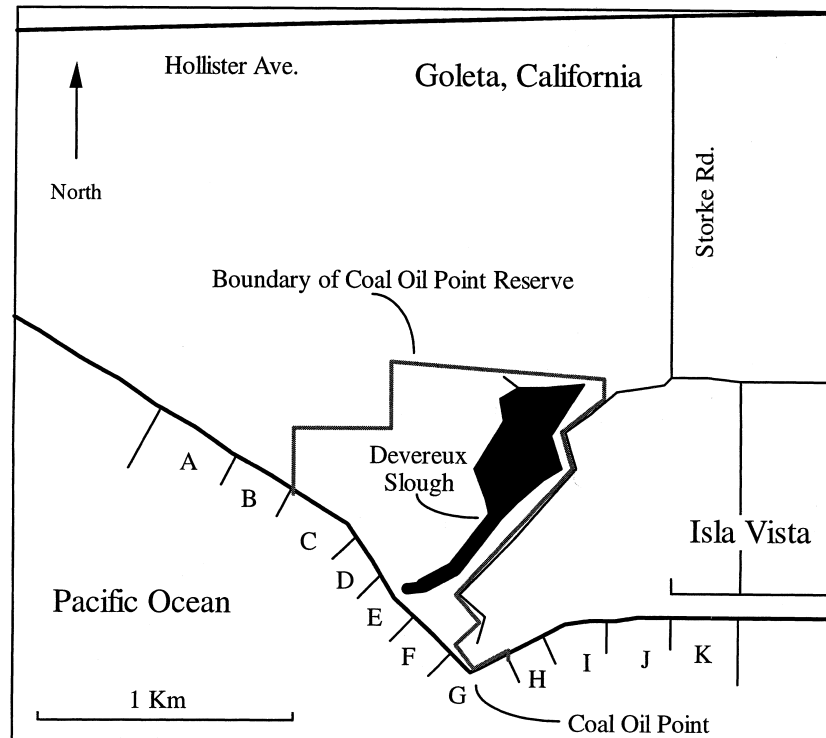 Hollister Ave.
Goleta, California
North
Storke Rd.
Boundary of Coal Oil Point Reserve
Devereux
Slough
A
B
C
D
E
F
G
H
I
J
K
Isla Vista
Pacific Ocean
1 Km
Coal Oil Point